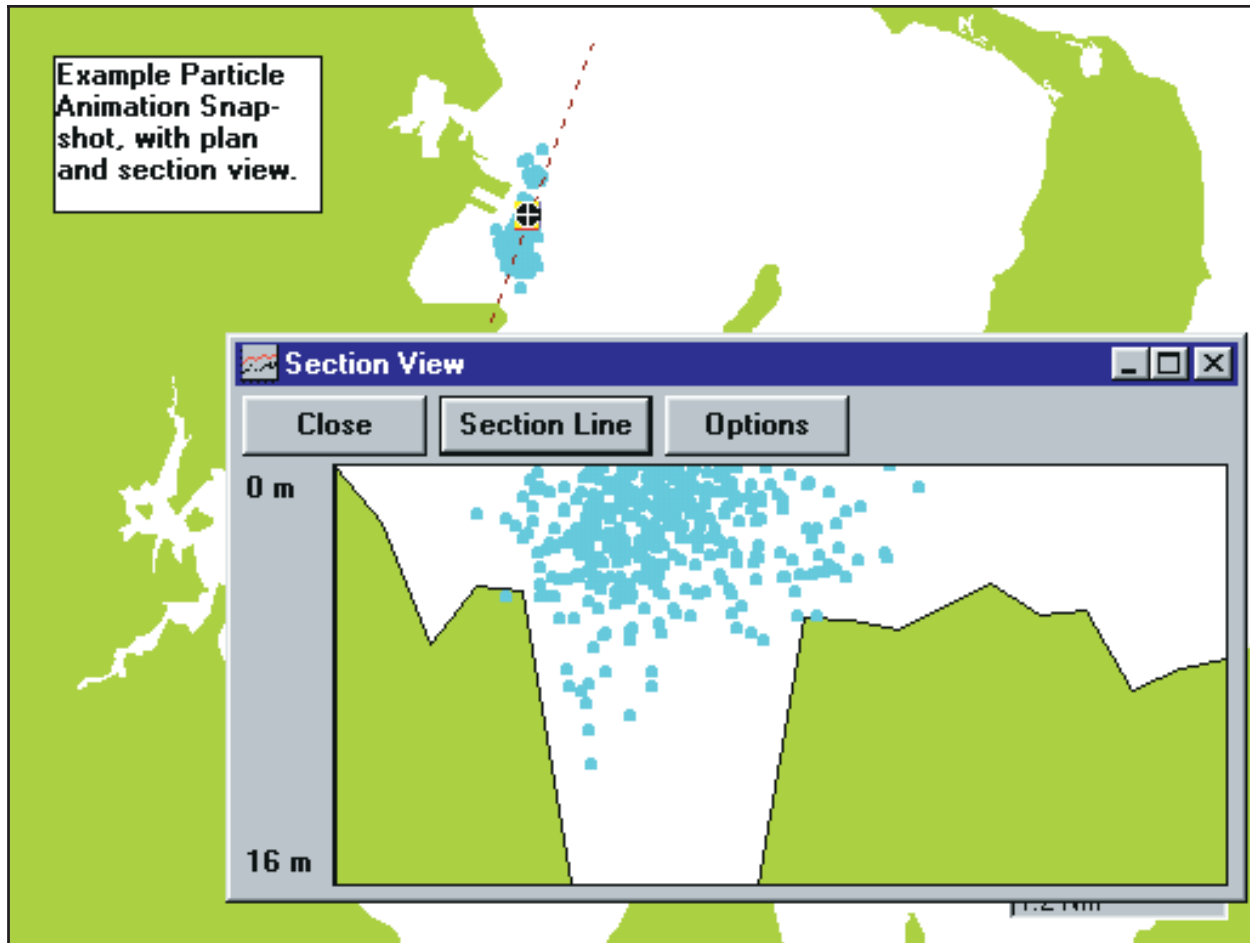 Example Particle
Animation Snap-
shot, with plan
and section view.
Section View
Close
Section Line
Options
0 m
16 m